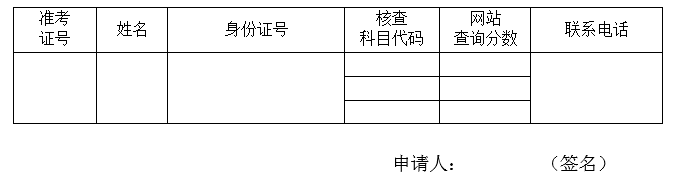 准考
证号
姓名
身份证号
核查
科目代码
网站
查询分数
联系电话
申请人： （签名）